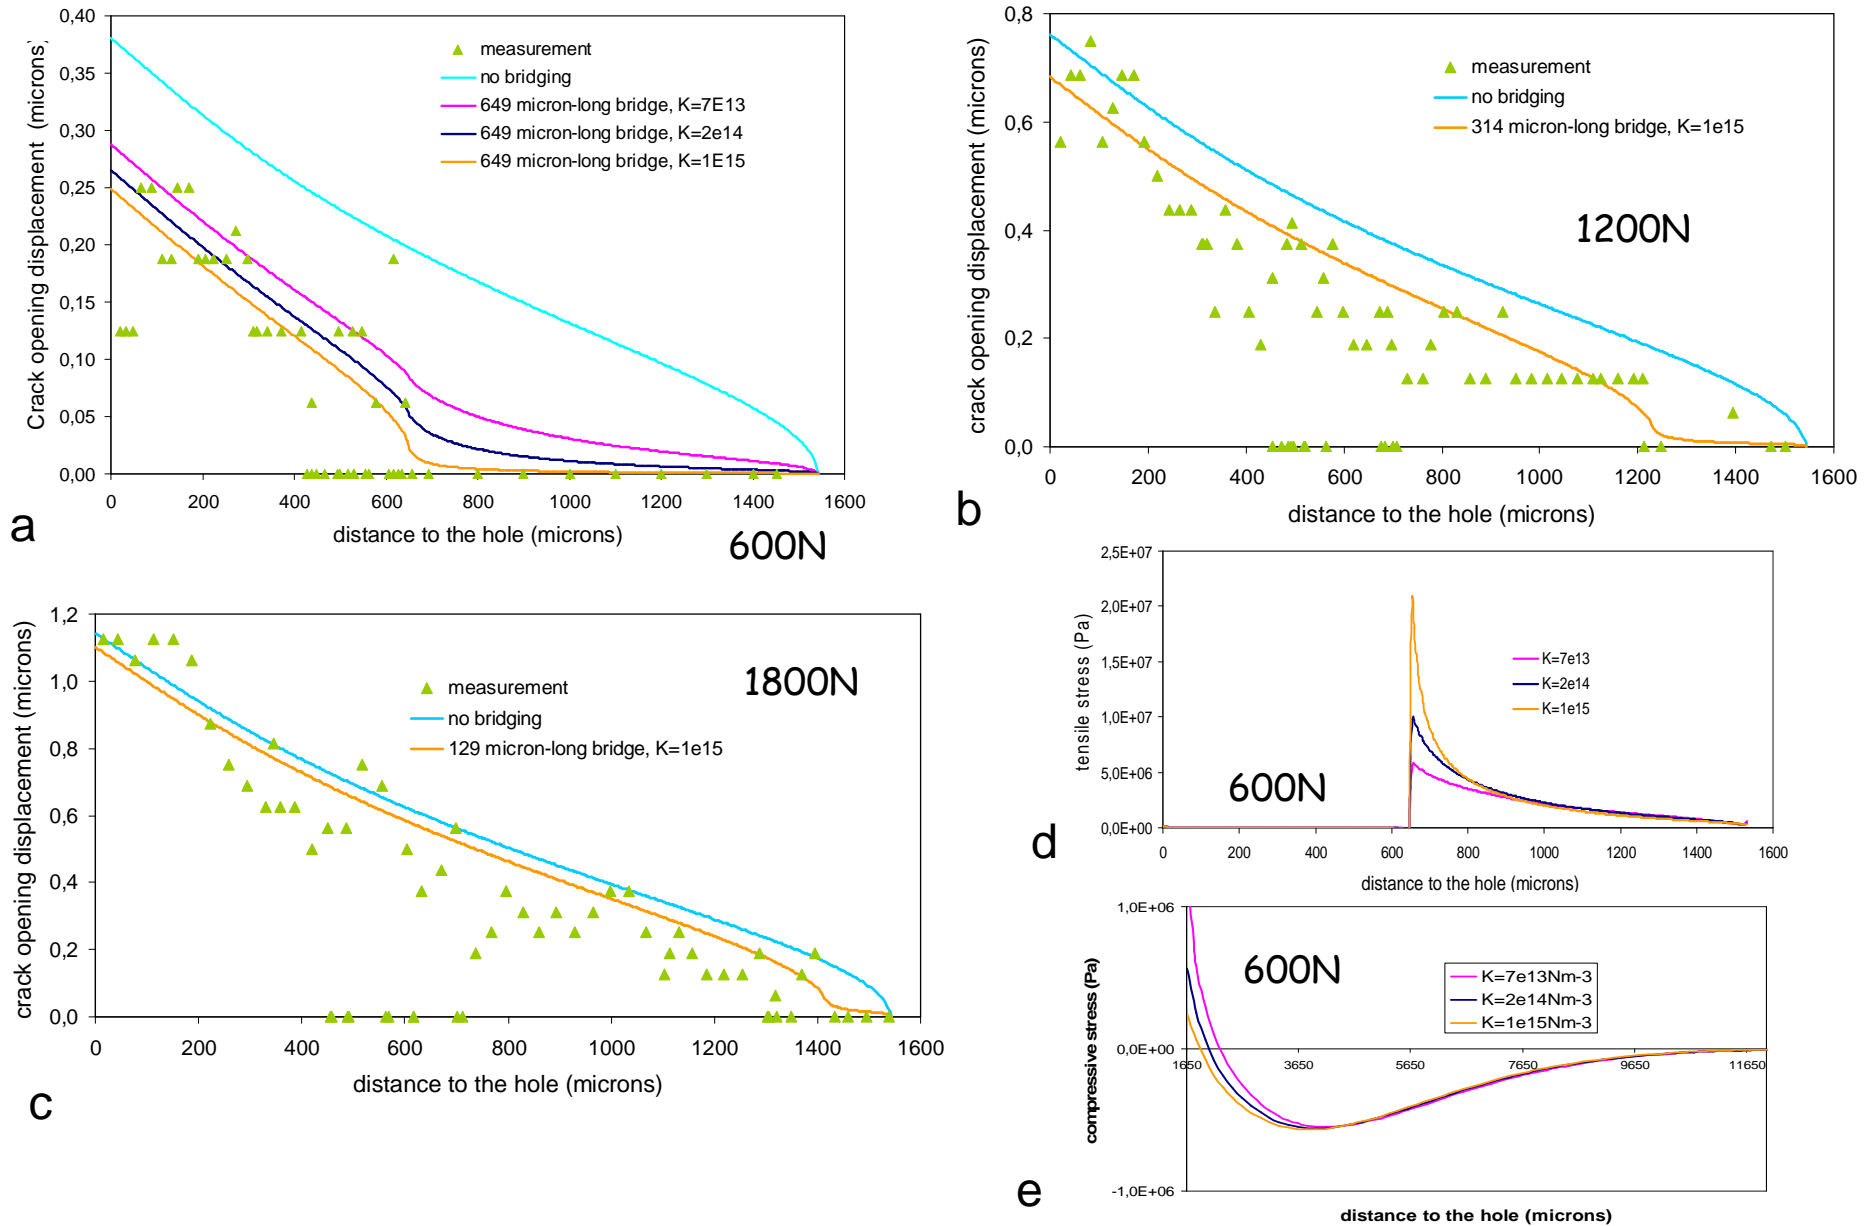 0,40
0,35
0,30
0,25
0,20
0,15
0,10
0,05
0,00
0
200
400
600
800
1000
1200
1400
1600
Crack opening displacement (microns)
distance to the hole (microns)
measurement
no bridging
649 micron-long bridge, K=7E13
649 micron-long bridge, K=2e14
649 micron-long bridge, K=1E15
a
600N
0,8
0,6
0,4
0,2
0,0
0
200
400
600
800
1000
1200
1400
1600
crack opening displacement (microns)
distance to the hole (microns)
measurement
no bridging
314 micron-long bridge, K=1e15
1200N
b
1,2
1,0
0,8
0,6
0,4
0,2
0,0
0
200
400
600
800
1000
1200
1400
1600
crack opening displacement (microns)
distance to the hole (microns)
measurement
no bridging
129 micron-long bridge, K=1e15
1800N
c
2,5E+07
2,0E+07
1,5E+07
1,0E+07
5,0E+06
0,0E+00
0
200
400
600
800
1000
1200
1400
1600
tensile stress (Pa)
distance to the hole (microns)
K=7e13
K=2e14
K=1e15
600N
d
1,0E+06
0,0E+00
-1,0E+06
1650
3650
5650
7650
9650
11650
compressive stress (Pa)
distance to the hole (microns)
600N
K=7e13Nm-3
K=2e14Nm-3
K=1e15Nm-3
e